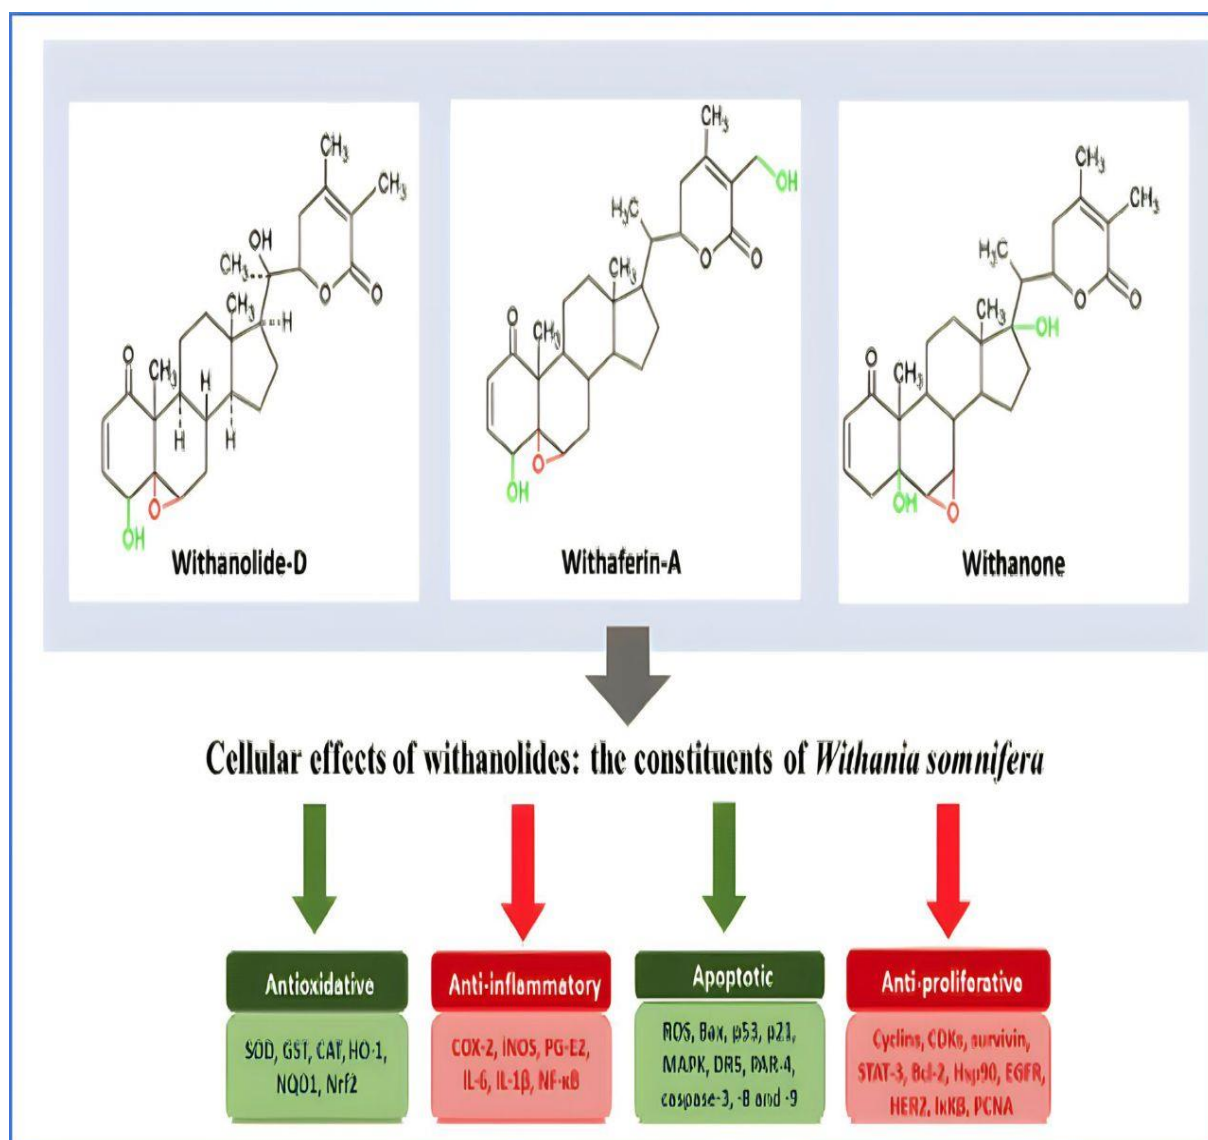 CH₃
CH₃
OH
CH₃
O
O
CH₃
H
O
CH₃
H
H
H
O
OH
Withanolide-D
CH₃
OH
H₃C
O
O
CH₃
O
CH₃
O
OH
Withaferin-A
CH₃
CH₃
H₃C
O
O
CH₃
OH
O
CH₃
OH
O
Withanone
Cellular effects of withanolides: the constituents of Withania somnifera
Antioxidative
SOD, GST, CAT, HO-1,
NQO1, Nrf2
Anti-inflammatory
COX-2, iNOS, PG-E2,
IL-6, IL-1β, NF-κB
Apoptotic
ROS, Bax, p53, p21,
MAPK, DR5, PAR-4,
caspase-3, -8 and -9
Anti-proliferative
Cyclins, CDKs, survivin,
STAT-3, Bcl-2, Hsp90, EGFR,
HER2, IκKβ, PCNA